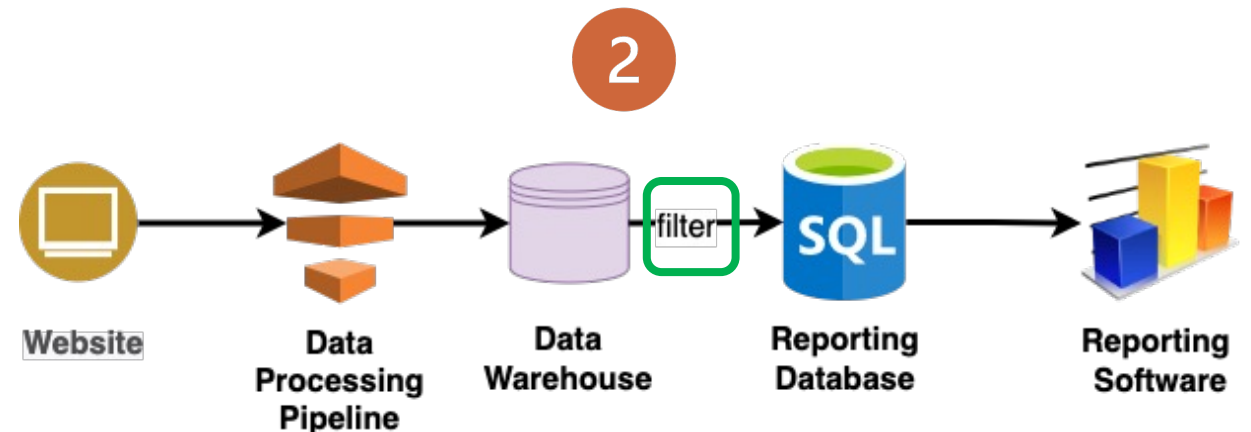 2
filter
SQL
Website
Data
Processing
Pipeline
Data
Warehouse
Reporting
Database
Reporting
Software